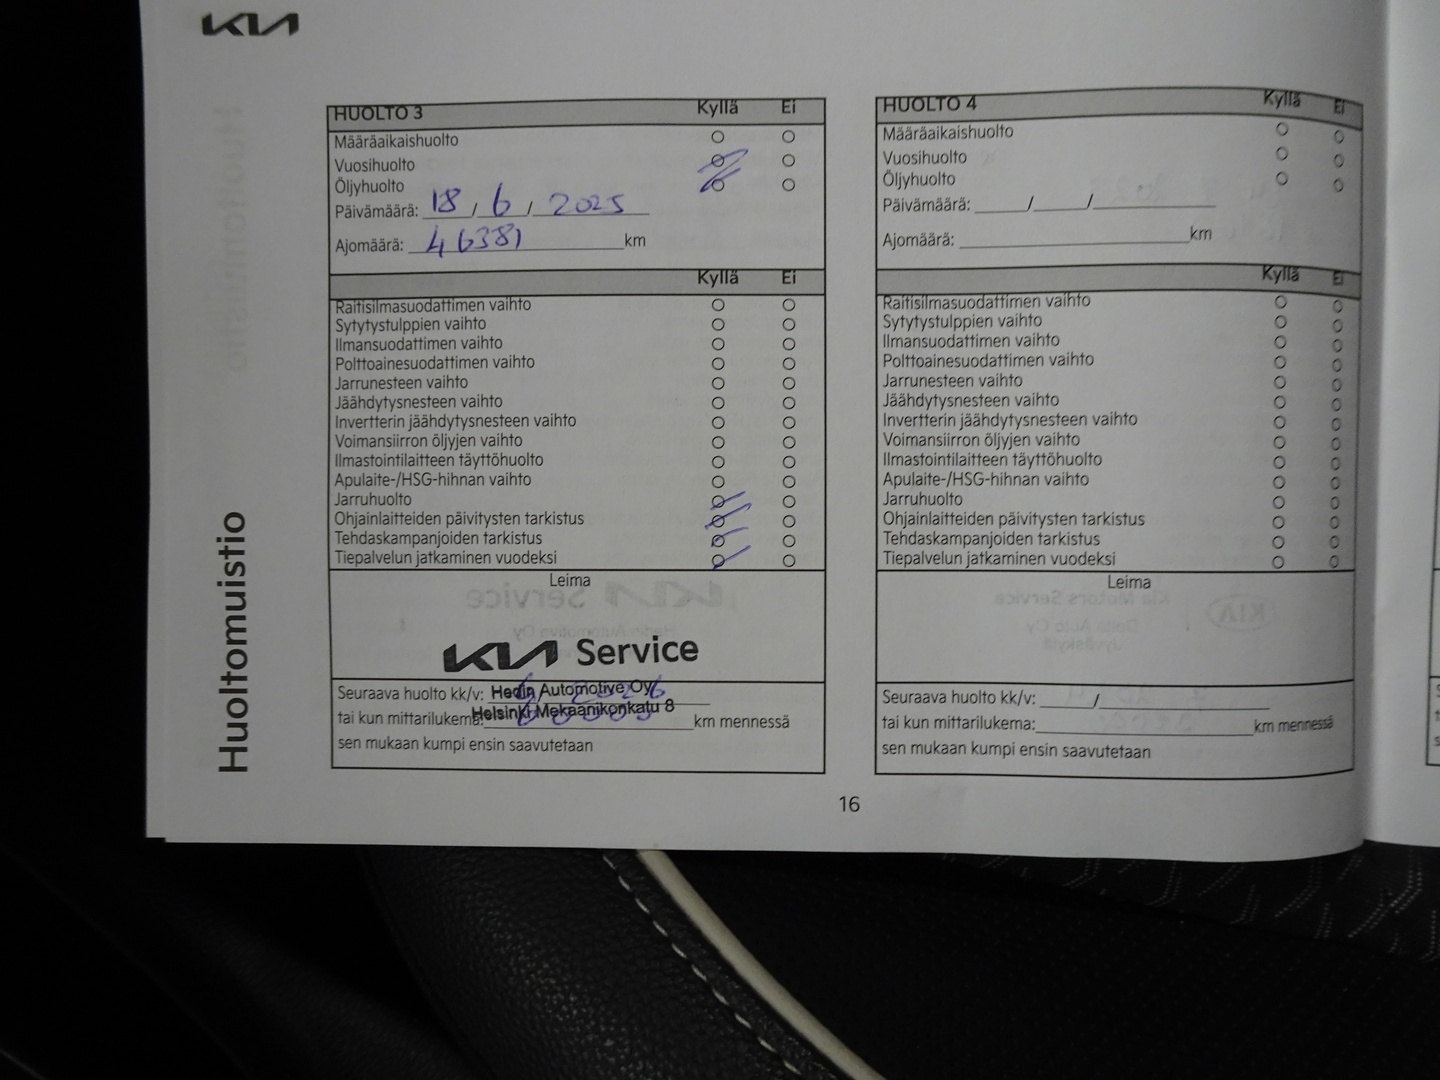 KIA
Huoltomuistio
HUOLTO 3 Kyllä Ei
Määräaikaishuolto
Vuosihuolto
Öljyhuolto
Päivämäärä: 18 / 6 / 2025
Ajomäärä: 46381 km
Kyllä Ei
Raitisilmasuodattimen vaihto
Sytytystulppien vaihto
Ilmansuodattimen vaihto
Polttoainesuodattimen vaihto
Jarrunesteen vaihto
Jäähdytysnesteen vaihto
Invertterin jäähdytysnesteen vaihto
Voimansiirron öljyjen vaihto
Ilmastointilaitteen täyttöhuolto
Apulaite-/HSG-hihnan vaihto
Jarruhuolto
Ohjainlaitteiden päivitysten tarkistus
Tehdaskampanjoiden tarkistus
Tiepalvelun jatkaminen vuodeksi
Leima
KIA Service
Hedin Automotive Oy
Helsinki Mekaanikonkatu 8
Seuraava huolto kk/v: 6 2026
tai kun mittarilukema: km mennessä
sen mukaan kumpi ensin saavutetaan
HUOLTO 4 Kyllä Ei
Määräaikaishuolto
Vuosihuolto
Öljyhuolto
Päivämäärä: / /
Ajomäärä: km
Kyllä Ei
Raitisilmasuodattimen vaihto
Sytytystulppien vaihto
Ilmansuodattimen vaihto
Polttoainesuodattimen vaihto
Jarrunesteen vaihto
Jäähdytysnesteen vaihto
Invertterin jäähdytysnesteen vaihto
Voimansiirron öljyjen vaihto
Ilmastointilaitteen täyttöhuolto
Apulaite-/HSG-hihnan vaihto
Jarruhuolto
Ohjainlaitteiden päivitysten tarkistus
Tehdaskampanjoiden tarkistus
Tiepalvelun jatkaminen vuodeksi
Leima
Seuraava huolto kk/v: /
tai kun mittarilukema: km mennessä
sen mukaan kumpi ensin saavutetaan
16